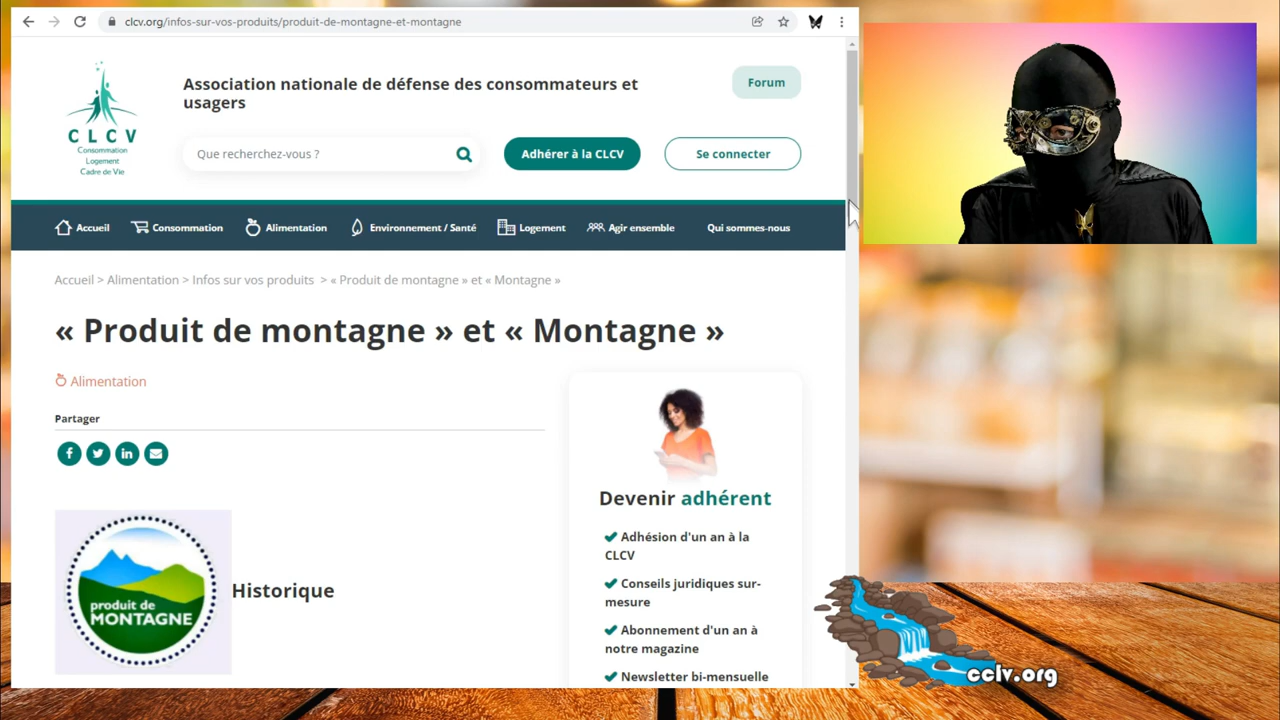 clcv.org/infos-sur-vos-produits/produit-de-montagne-et-montagne
CLCV
Consommation
Logement
Cadre de Vie
Association nationale de défense des consommateurs et
usagers
Forum
Que recherchez-vous ?
Adhérer à la CLCV
Se connecter
Accueil
Consommation
Alimentation
Environnement / Santé
Logement
Agir ensemble
Qui sommes-nous
Accueil > Alimentation > Infos sur vos produits > « Produit de montagne » et « Montagne »
« Produit de montagne » et « Montagne »
Alimentation
Partager
produit de
MONTAGNE
Historique
Devenir adhérent
Adhésion d'un an à la
CLCV
Conseils juridiques sur-
mesure
Abonnement d'un an à
notre magazine
Newsletter bi-mensuelle
cclv.org